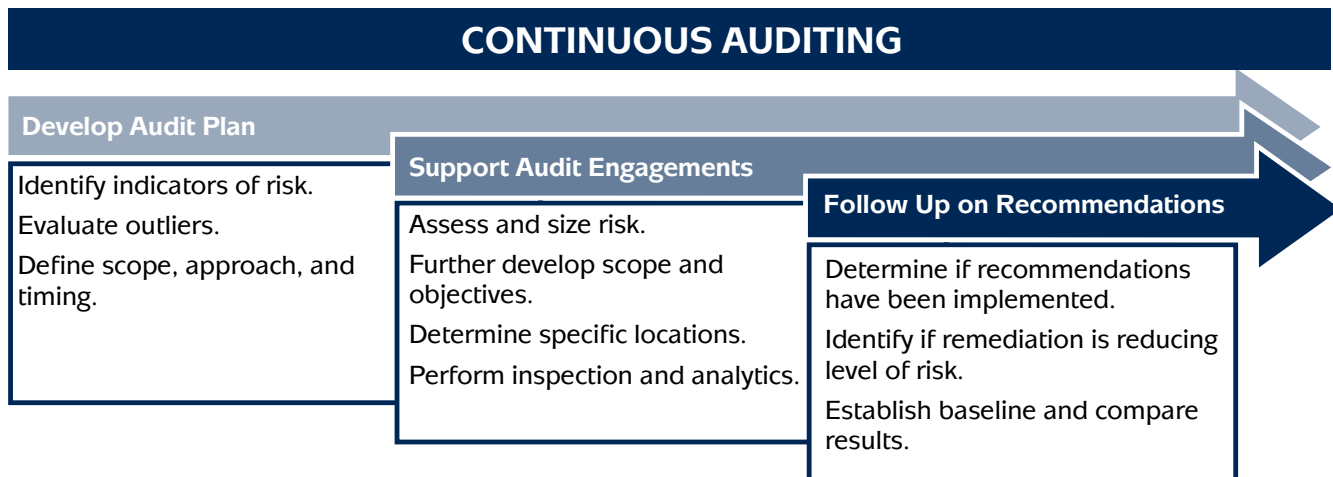 CONTINUOUS AUDITING
Develop Audit Plan
Identify indicators of risk.
Evaluate outliers.
Define scope, approach, and
timing.
Support Audit Engagements
Assess and size risk.
Further develop scope and
objectives.
Determine specific locations.
Perform inspection and analytics.
Follow Up on Recommendations
Determine if recommendations
have been implemented.
Identify if remediation is reducing
level of risk.
Establish baseline and compare
results.